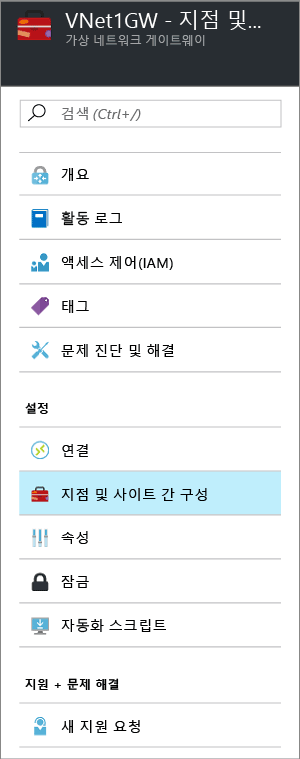 VNet1GW - 지점 및...
가상 네트워크 게이트웨이
검색 (Ctrl+/)
개요
활동 로그
액세스 제어(IAM)
태그
문제 진단 및 해결
설정
연결
지점 및 사이트 간 구성
속성
잠금
자동화 스크립트
지원 + 문제 해결
새 지원 요청